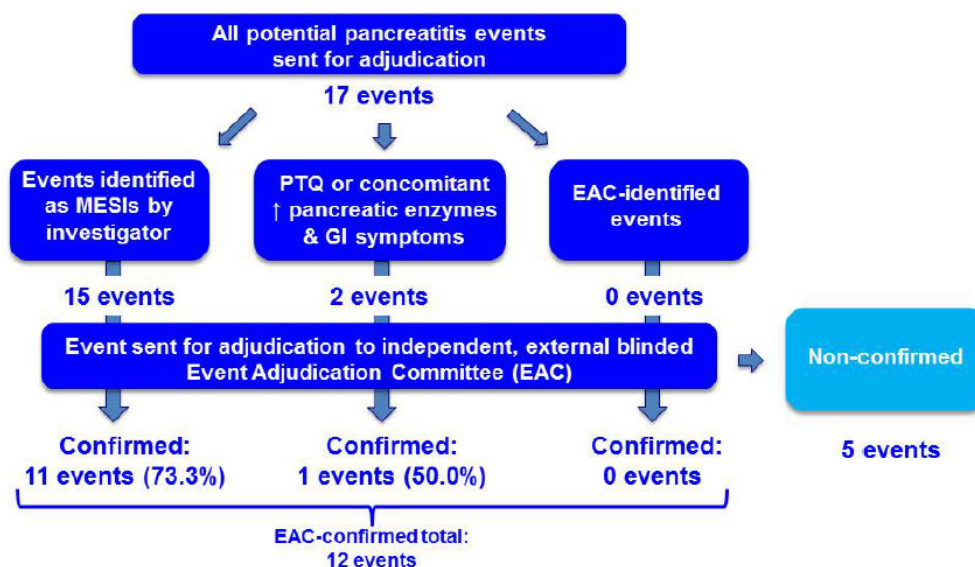 All potential pancreatitis events
sent for adjudication
17 events
Events identified
as MESIs by
investigator
PTQ or concomitant
↑ pancreatic enzymes
& GI symptoms
EAC-identified
events
15 events
2 events
0 events
Event sent for adjudication to independent, external blinded
Event Adjudication Committee (EAC)
Non-confirmed
5 events
Confirmed:
11 events (73.3%)
Confirmed:
1 events (50.0%)
Confirmed:
0 events
EAC-confirmed total:
12 events